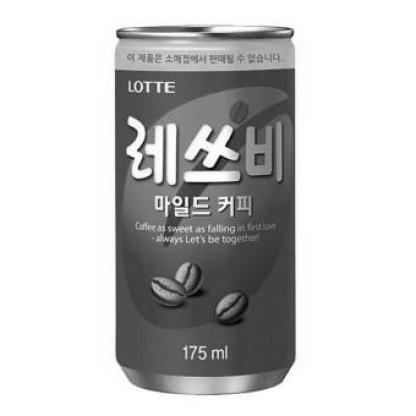 이 제품은 소매점에서 판매될 수 없습니다.
LOTTE
레쓰비
마일드 커피
Coffee as sweet as falling in first love
- always Let's be together!
175 ml